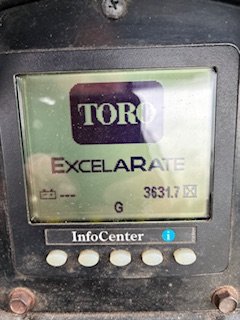 TORO
EXCELARATE
--- 3631.7
G
InfoCenter i